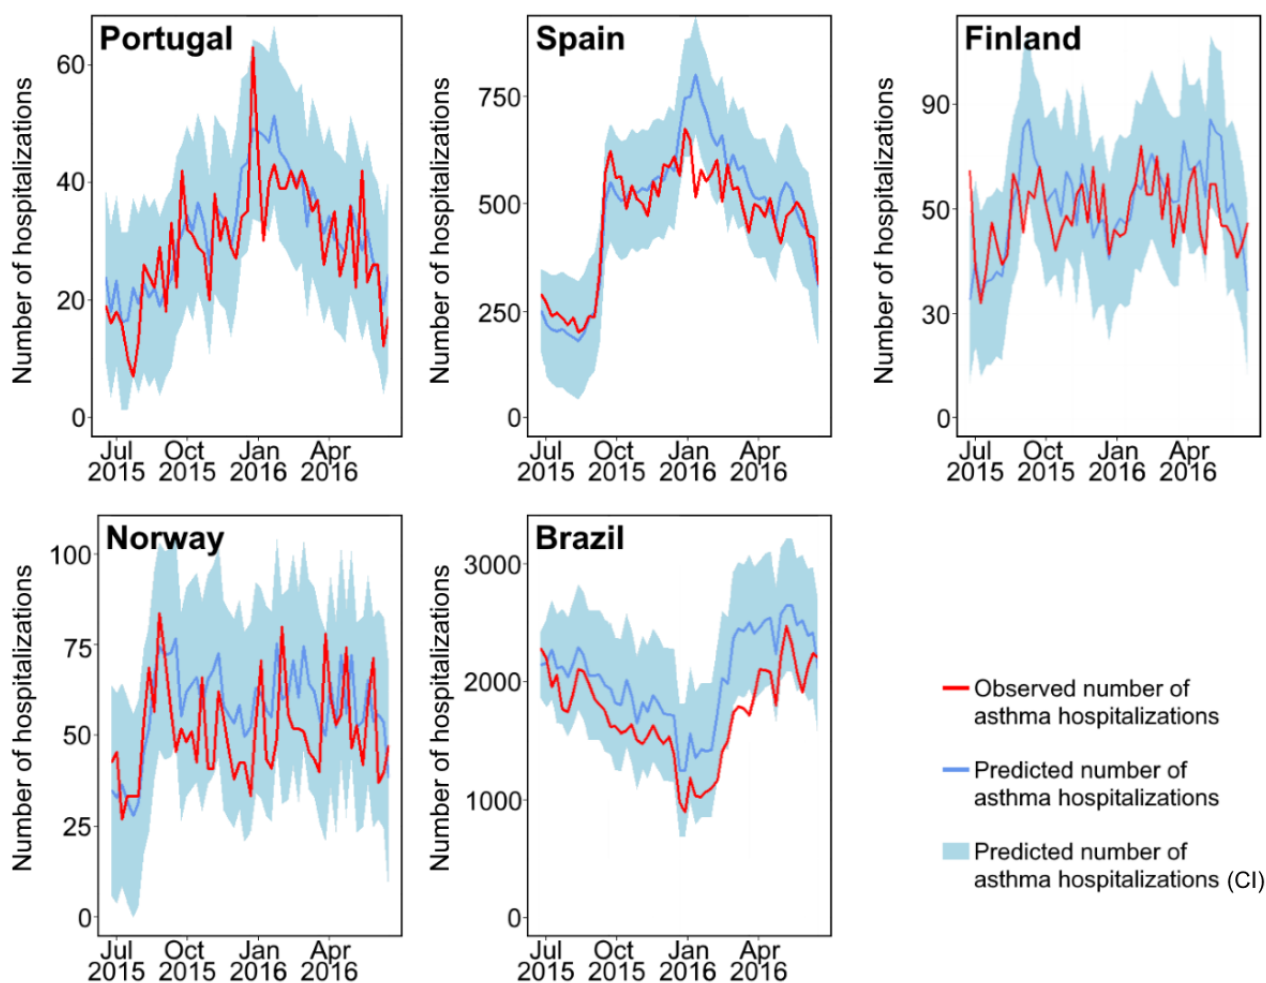 Portugal
Number of hospitalizations
60
40
20
0
Jul Oct Jan Apr
2015 2015 2016 2016
Spain
Number of hospitalizations
750
500
250
0
Jul Oct Jan Apr
2015 2015 2016 2016
Finland
Number of hospitalizations
90
50
30
0
Jul Oct Jan Apr
2015 2015 2016 2016
Norway
Number of hospitalizations
100
75
50
25
0
Jul Oct Jan Apr
2015 2015 2016 2016
Brazil
Number of hospitalizations
3000
2000
1000
0
Jul Oct Jan Apr
2015 2015 2016 2016
Observed number of
asthma hospitalizations
Predicted number of
asthma hospitalizations
Predicted number of
asthma hospitalizations (CI)